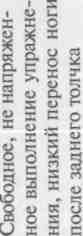 Свободное, не напряжен-
ное выполнение упражне-
ния, низкий перенос ноги
после заднего толчка